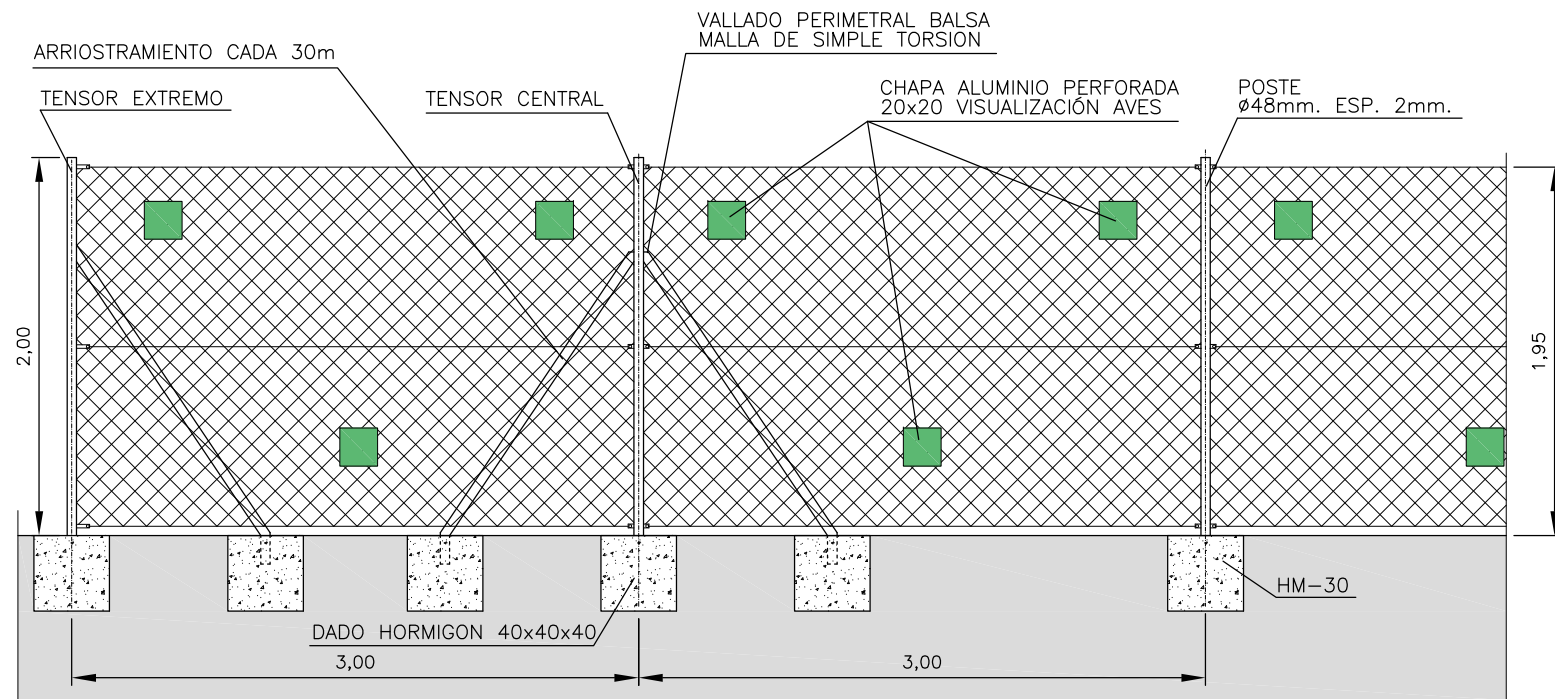 VALLADO PERIMETRAL BALSA
MALLA DE SIMPLE TORSION
ARRIOSTRAMIENTO CADA 30m
TENSOR EXTREMO
TENSOR CENTRAL
CHAPA ALUMINIO PERFORADA
20x20 VISUALIZACIÓN AVES
POSTE
Ø48mm. ESP. 2mm.
2,00
1,95
HM-30
DADO HORMIGON 40x40x40
3,00
3,00